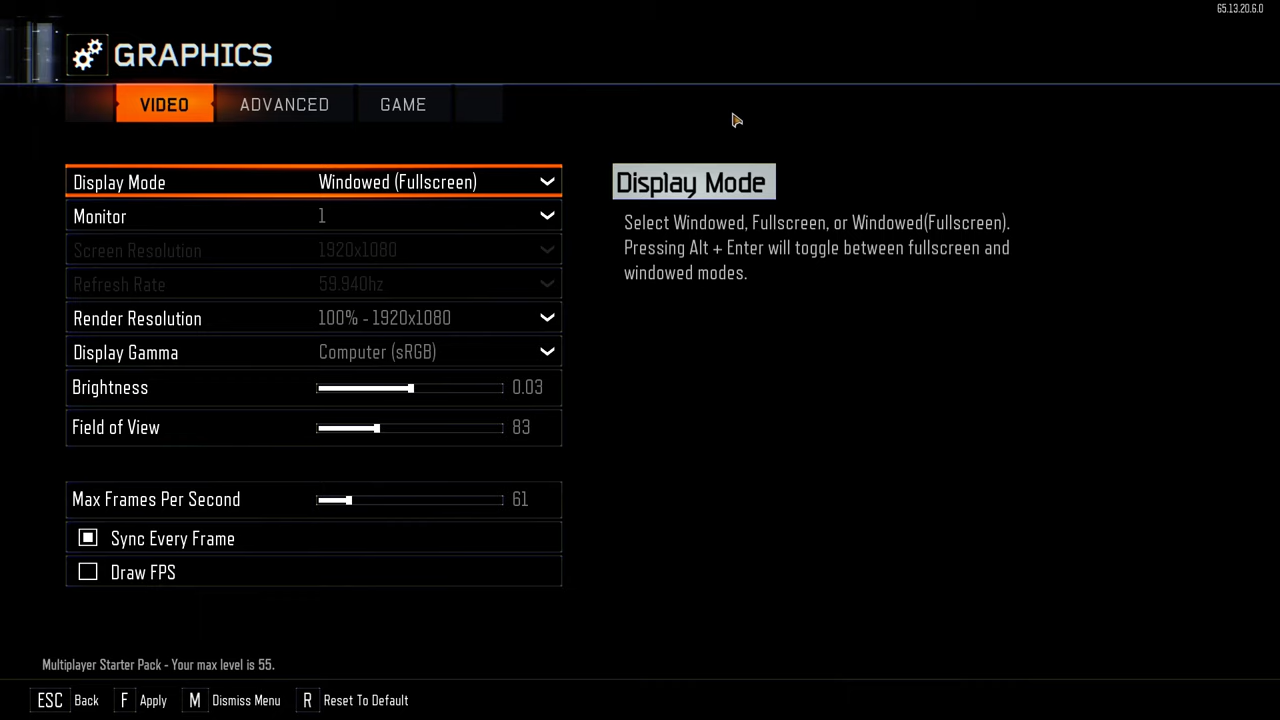 65.13.20.6.0
GRAPHICS
VIDEO ADVANCED GAME
Display Mode Windowed (Fullscreen)
Monitor 1
Screen Resolution 1920x1080
Refresh Rate 59.940hz
Render Resolution 100% - 1920x1080
Display Gamma Computer (sRGB)
Brightness 0.03
Field of View 83
Max Frames Per Second 61
Sync Every Frame
Draw FPS
Display Mode
Select Windowed, Fullscreen, or Windowed(Fullscreen).
Pressing Alt + Enter will toggle between fullscreen and
windowed modes.
Multiplayer Starter Pack - Your max level is 55.
ESC Back F Apply M Dismiss Menu R Reset To Default